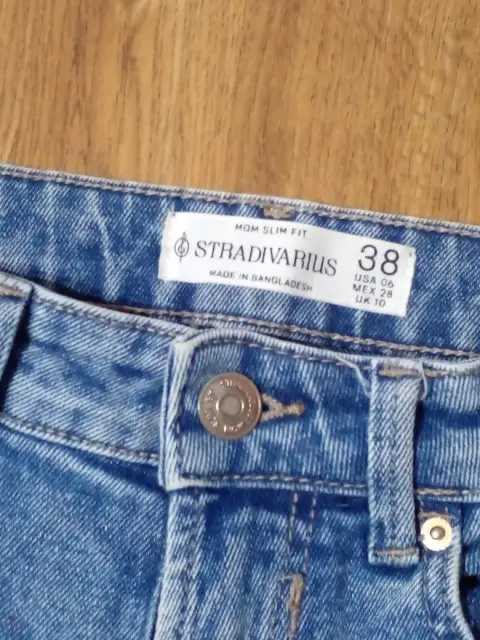 MOM SLIM FIT
STRADIVARIUS
MADE IN BANGLADESH
38
USA 06
MEX 28
UK 10